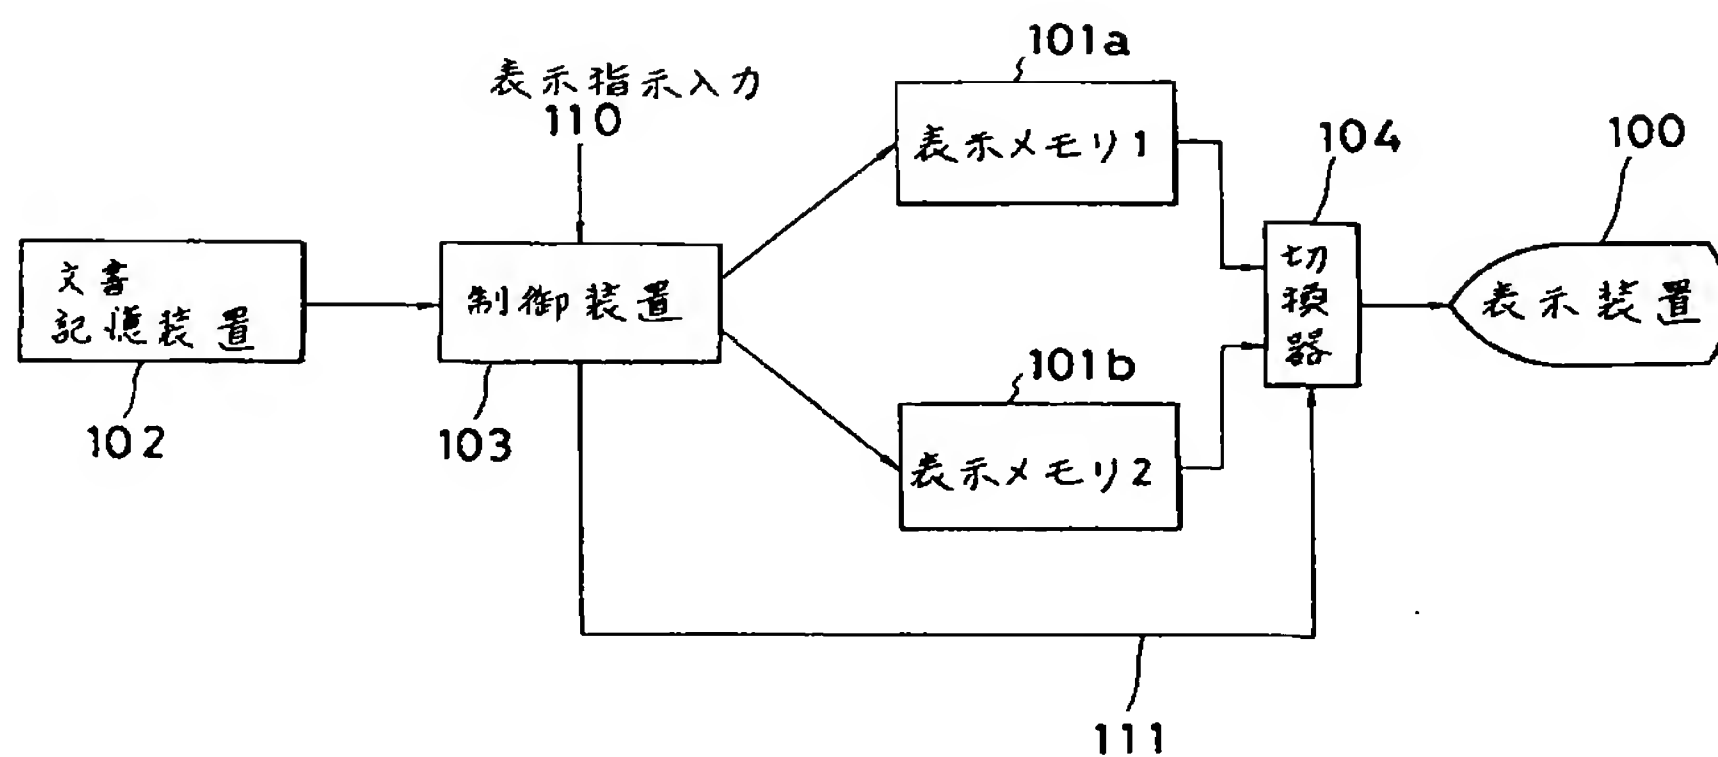 表示指示入力
110
101a
表示メモリ1
104
100
文書
記憶装置
制御装置
切
換
器
表示装置
102
103
101b
表示メモリ2
111